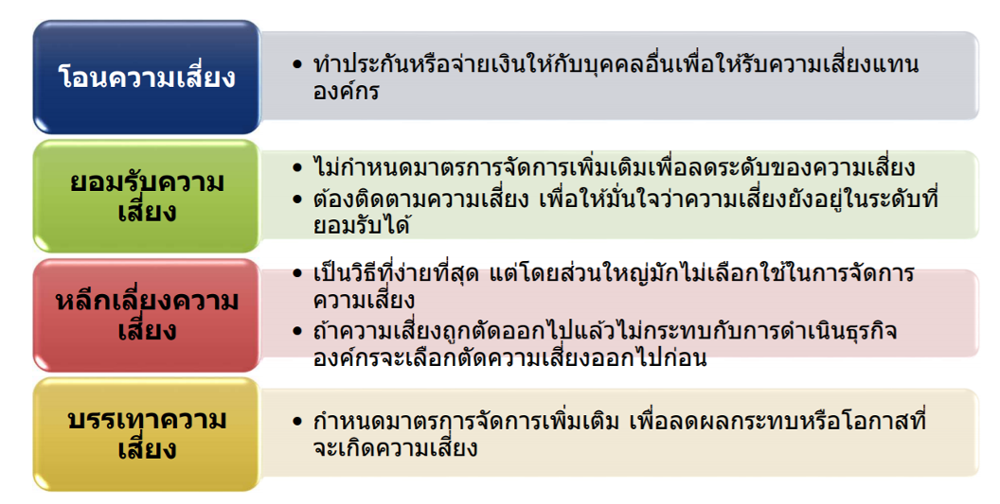 โอนความเสี่ยง
• ทำประกันหรือจ่ายเงินให้กับบุคคลอื่นเพื่อให้รับความเสี่ยงแทน
องค์กร
ยอมรับความ
เสี่ยง
• ไม่กำหนดมาตรการจัดการเพิ่มเติมเพื่อลดระดับของความเสี่ยง
• ต้องติดตามความเสี่ยง เพื่อให้มั่นใจว่าความเสี่ยงยังอยู่ในระดับที่
ยอมรับได้
หลีกเลี่ยงความ
เสี่ยง
• เป็นวิธีที่ง่ายที่สุด แต่โดยส่วนใหญ่มักไม่เลือกใช้ในการจัดการ
ความเสี่ยง
• ถ้าความเสี่ยงถูกตัดออกไปแล้วไม่กระทบกับการดำเนินธุรกิจ
องค์กรจะเลือกตัดความเสี่ยงออกไปก่อน
บรรเทาความ
เสี่ยง
• กำหนดมาตรการจัดการเพิ่มเติม เพื่อลดผลกระทบหรือโอกาสที่
จะเกิดความเสี่ยง